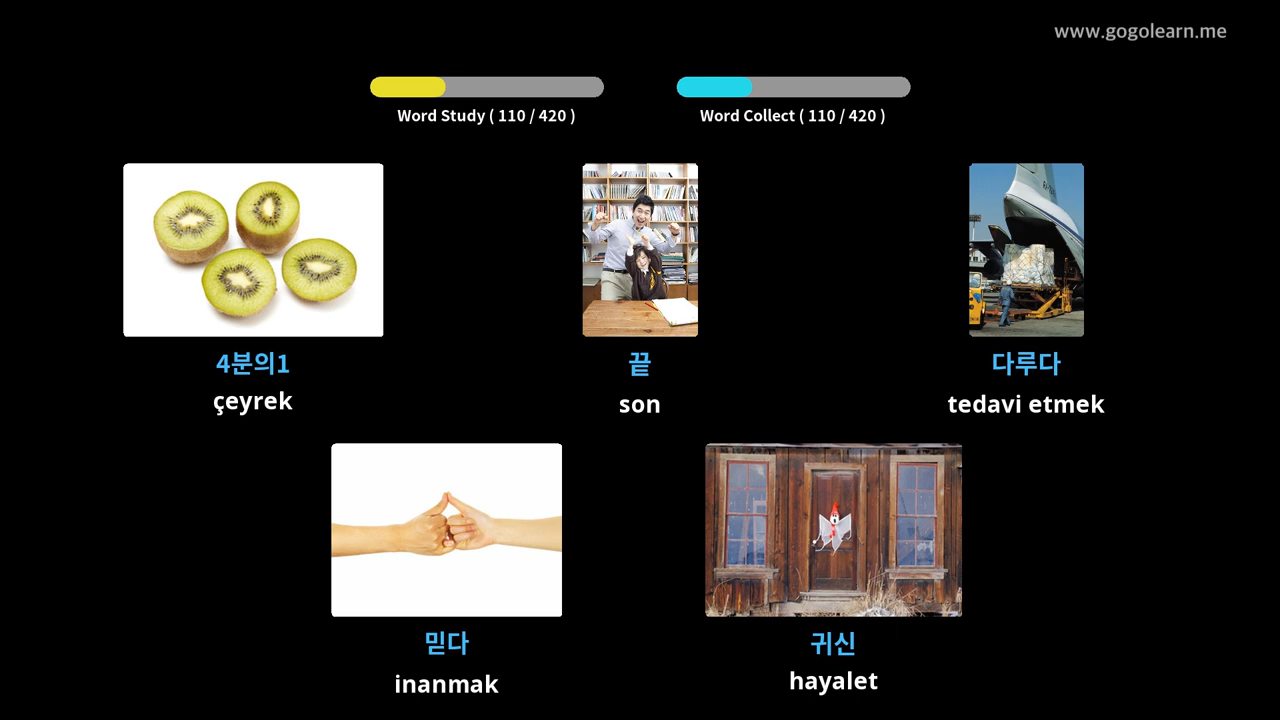 www.gogolearn.me
Word Study ( 110 / 420 )
Word Collect ( 110 / 420 )
4분의1
çeyrek
끝
son
다루다
tedavi etmek
믿다
inanmak
귀신
hayalet